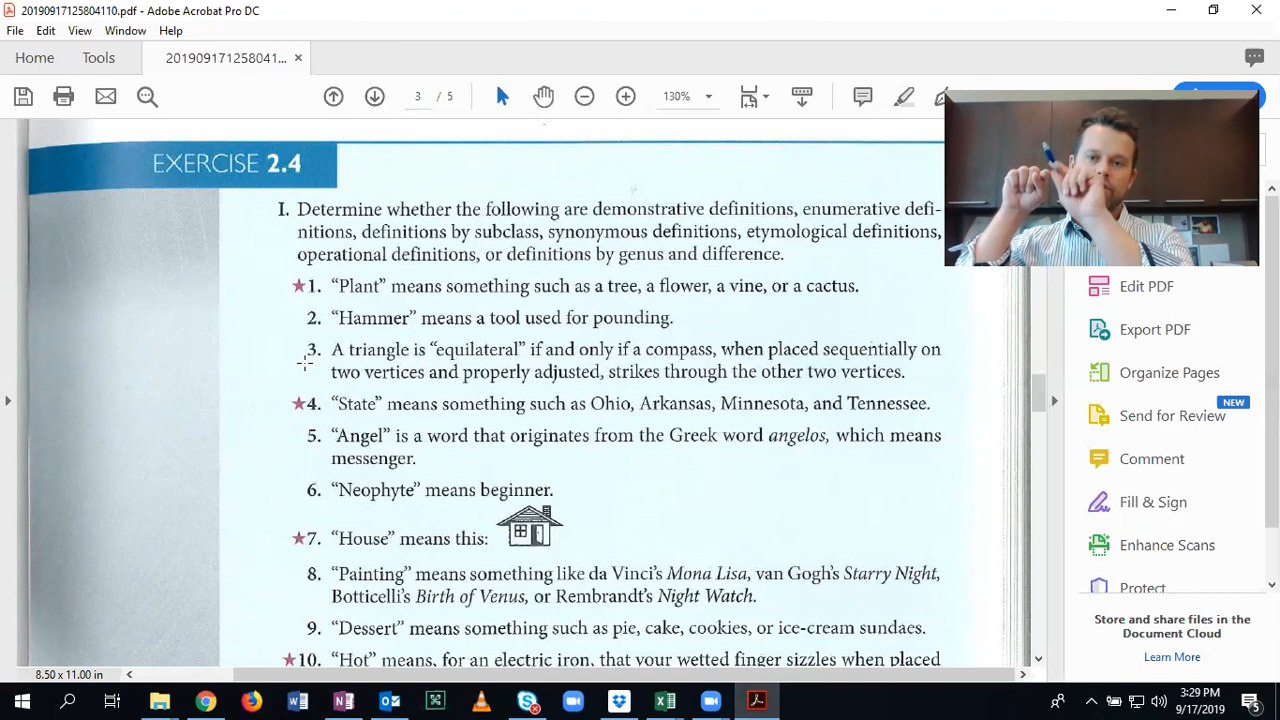 20190917125804110.pdf - Adobe Acrobat Pro DC
File Edit View Window Help
Home Tools 20190917125801... ×
3 / 5 130%
EXERCISE 2.4
I. Determine whether the following are demonstrative definitions, enumerative defi-
nitions, definitions by subclass, synonymous definitions, etymological definitions,
operational definitions, or definitions by genus and difference.
★1. “Plant” means something such as a tree, a flower, a vine, or a cactus.
2. “Hammer” means a tool used for pounding.
3. A triangle is “equilateral” if and only if a compass, when placed sequentially on
two vertices and properly adjusted, strikes through the other two vertices.
★4. “State” means something such as Ohio, Arkansas, Minnesota, and Tennessee.
5. “Angel” is a word that originates from the Greek word angelos, which means
messenger.
6. “Neophyte” means beginner.
★7. “House” means this:
8. “Painting” means something like da Vinci’s Mona Lisa, van Gogh’s Starry Night,
Botticelli’s Birth of Venus, or Rembrandt’s Night Watch.
9. “Dessert” means something such as pie, cake, cookies, or ice-cream sundaes.
★10. “Hot” means, for an electric iron, that your wetted finger sizzles when placed
Edit PDF
Export PDF
Organize Pages
NEW
Send for Review
Comment
Fill & Sign
Enhance Scans
Protect
Store and share files in the
Document Cloud
Learn More
8.50 x 11.00 in
3:29 PM
9/17/2019
5